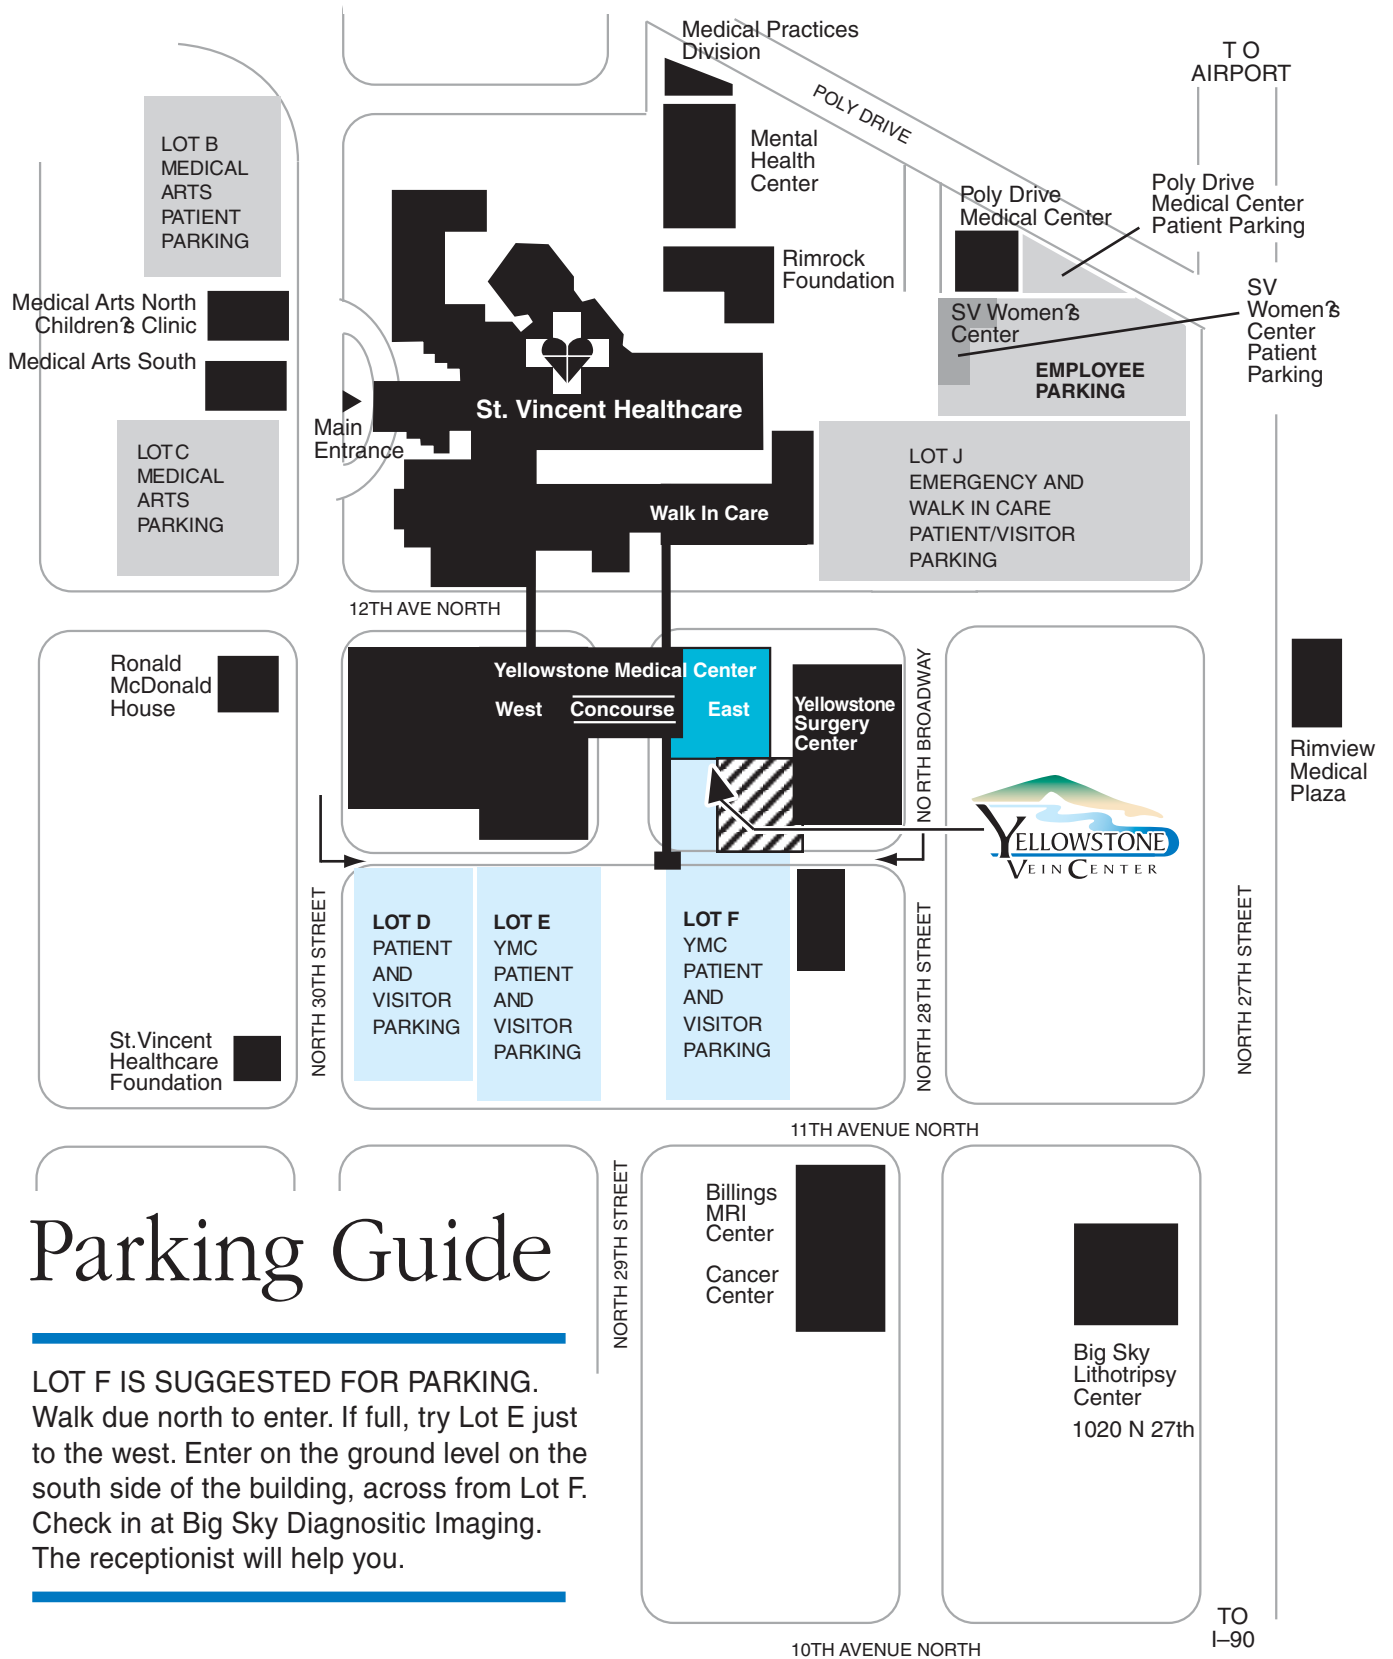 Medical Practices
Division
TO
AIRPORT
POLY DRIVE
LOT B
MEDICAL
ARTS
PATIENT
PARKING
Mental
Health
Center
Poly Drive
Medical Center
Poly Drive
Medical Center
Patient Parking
Rimrock
Foundation
Medical Arts North
Children?s Clinic
Medical Arts South
SV Women?s
Center
SV
Women?s
Center
Patient
Parking
EMPLOYEE
PARKING
St. Vincent Healthcare
Main
Entrance
LOT C
MEDICAL
ARTS
PARKING
LOT J
EMERGENCY AND
WALK IN CARE
PATIENT/VISITOR
PARKING
Walk In Care
12TH AVE NORTH
Ronald
McDonald
House
Yellowstone Medical Center
West
Concourse
East
Yellowstone
Surgery
Center
NORTH BROADWAY
Rimview
Medical
Plaza
YELLOWSTONE
VEIN CENTER
NORTH 30TH STREET
LOT D
PATIENT
AND
VISITOR
PARKING
LOT E
YMC
PATIENT
AND
VISITOR
PARKING
LOT F
YMC
PATIENT
AND
VISITOR
PARKING
NORTH 28TH STREET
NORTH 27TH STREET
St.Vincent
Healthcare
Foundation
11TH AVENUE NORTH
NORTH 29TH STREET
Billings
MRI
Center
Cancer
Center
Big Sky
Lithotripsy
Center
1020 N 27th
Parking Guide
LOT F IS SUGGESTED FOR PARKING.
Walk due north to enter. If full, try Lot E just
to the west. Enter on the ground level on the
south side of the building, across from Lot F.
Check in at Big Sky Diagnositic Imaging.
The receptionist will help you.
TO
I–90
10TH AVENUE NORTH